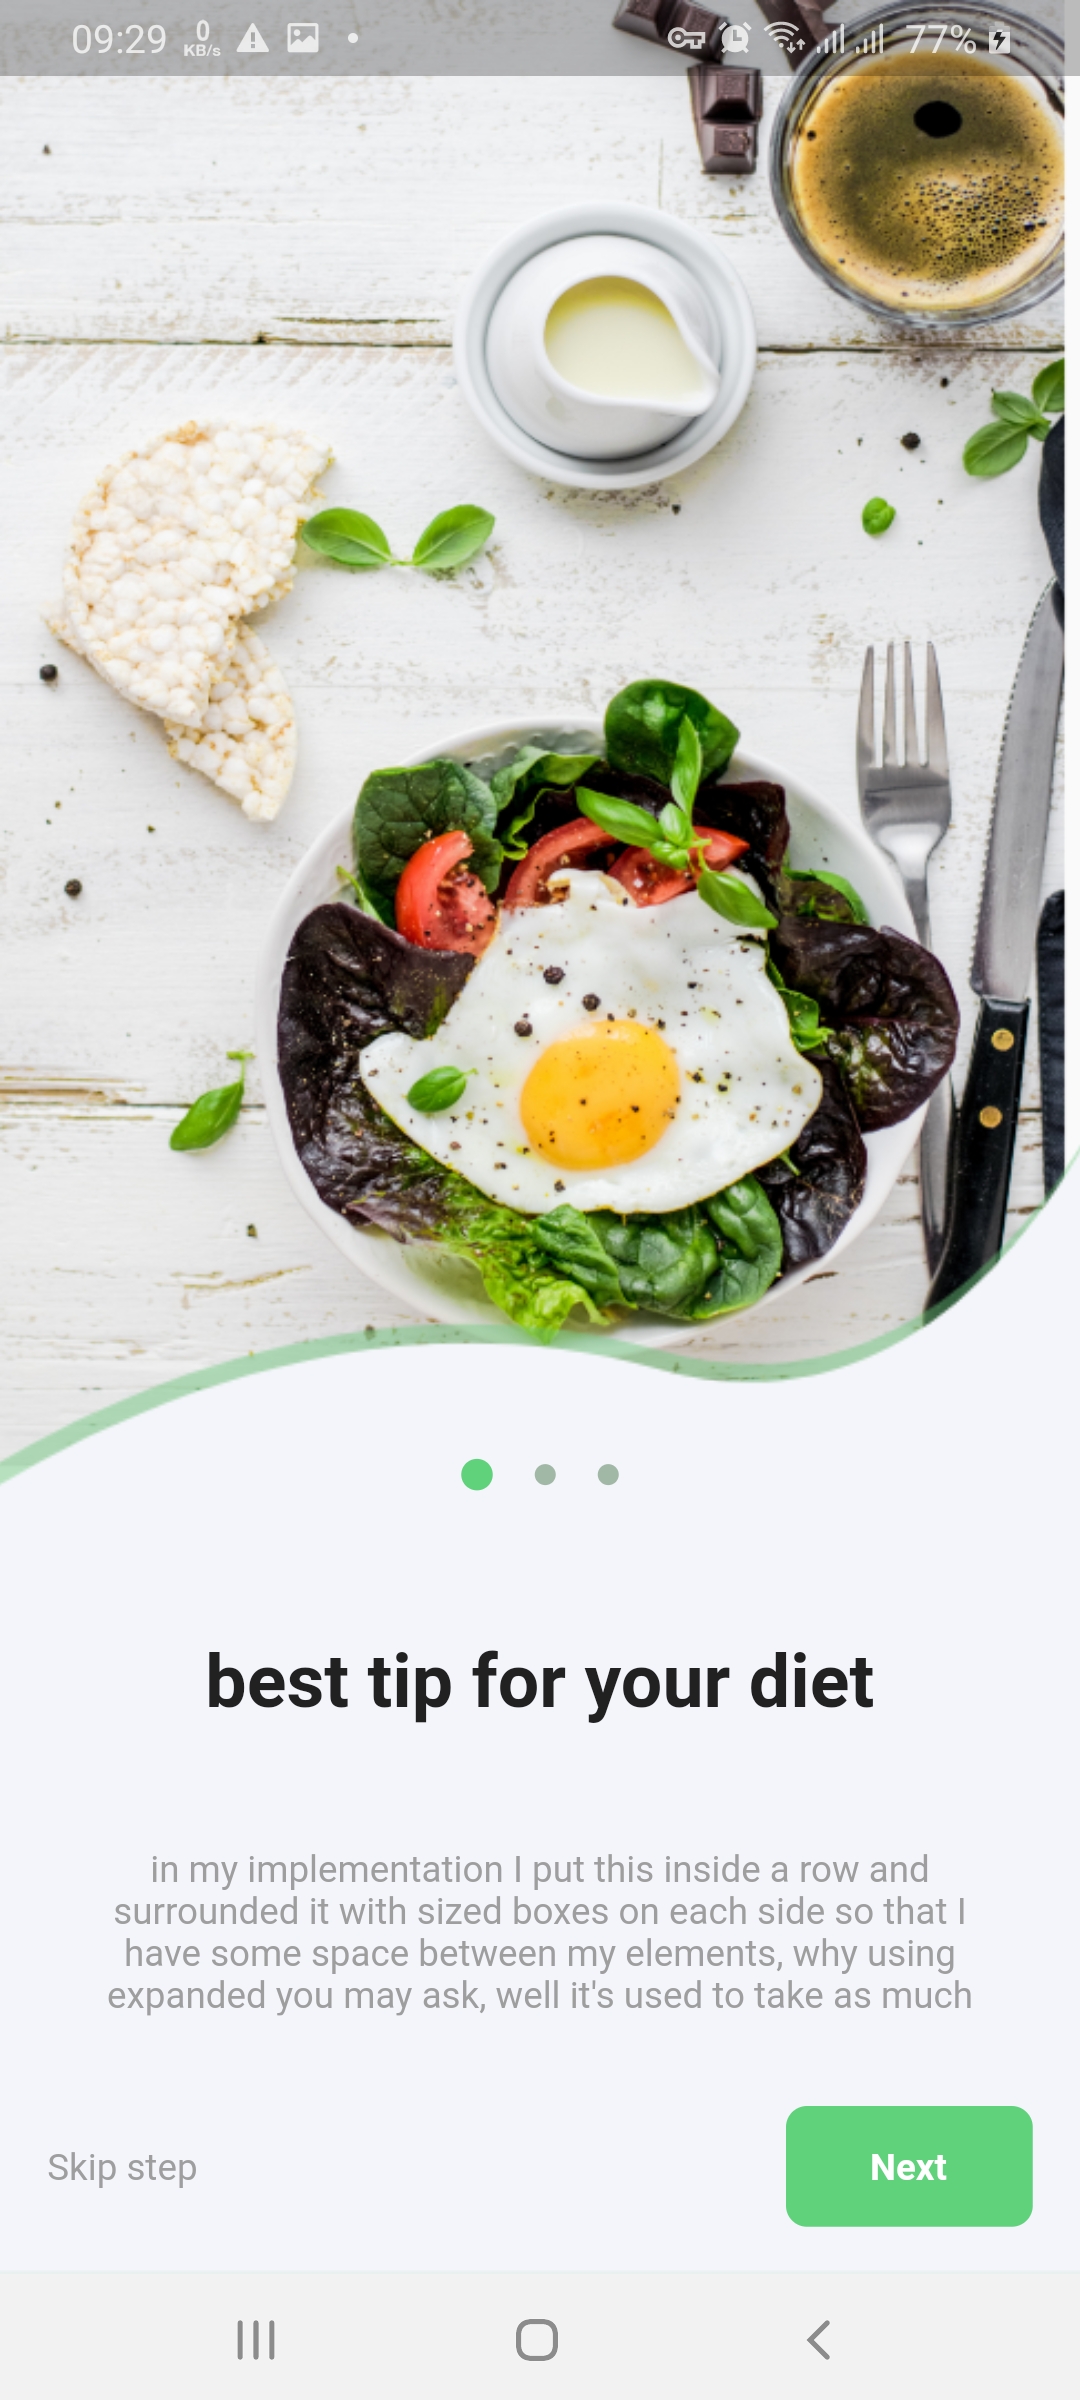 09:29
0
KB/s
77%
best tip for your diet
in my implementation I put this inside a row and
surrounded it with sized boxes on each side so that I
have some space between my elements, why using
expanded you may ask, well it's used to take as much
Skip step
Next